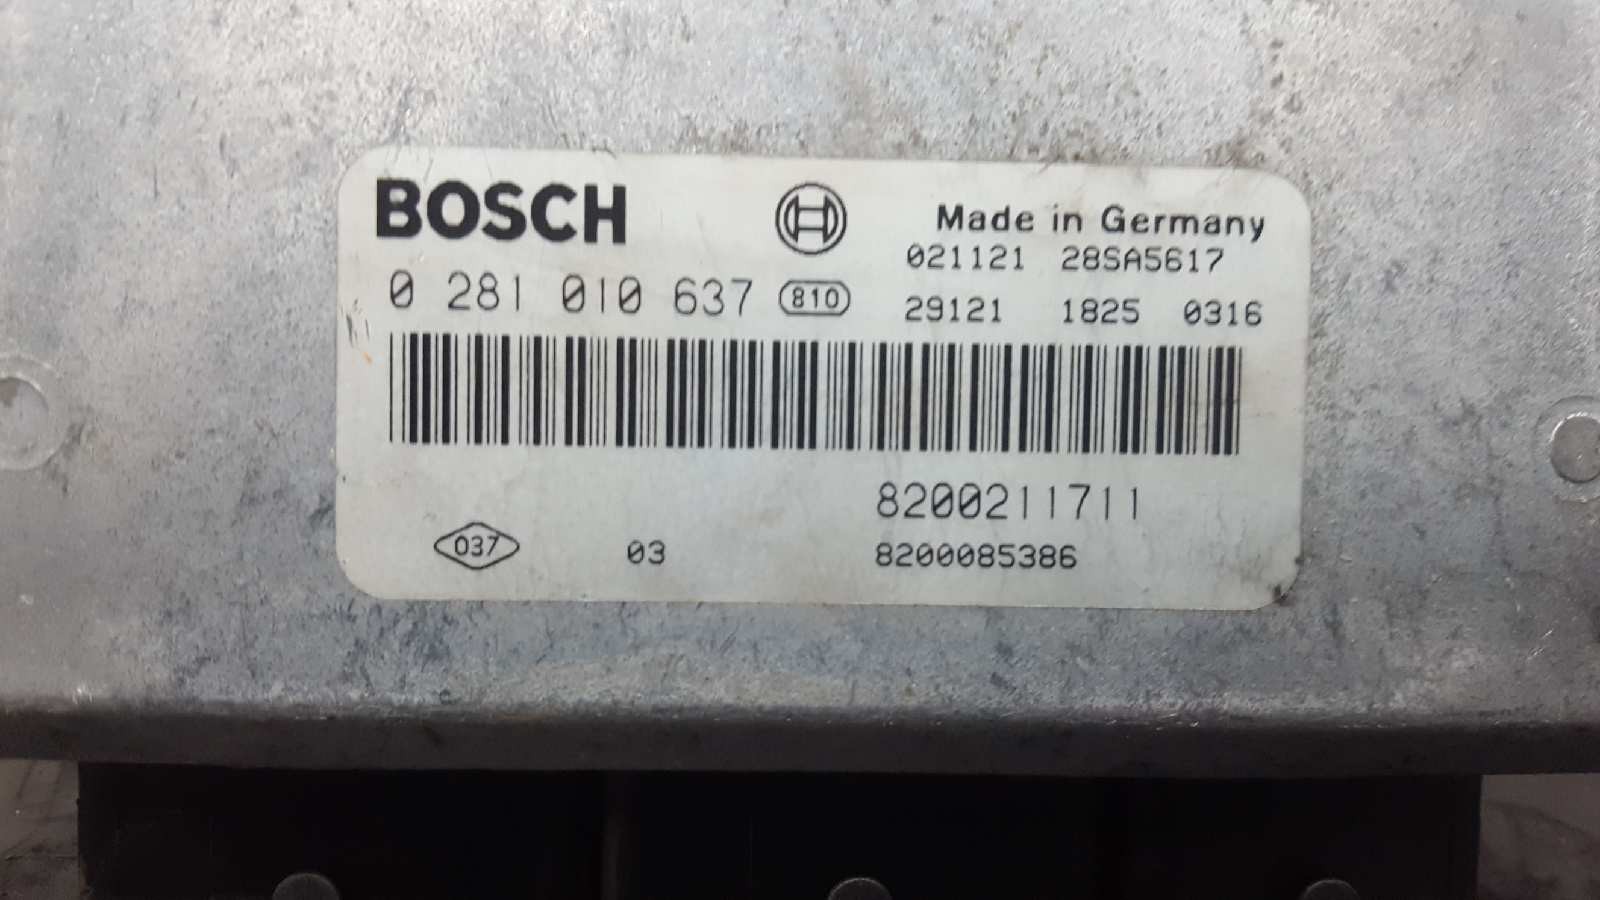 BOSCH
Made in Germany
021121 28SA5617
0 281 010 637 810
29121 1825 0316
8200211711
037 03 8200085386